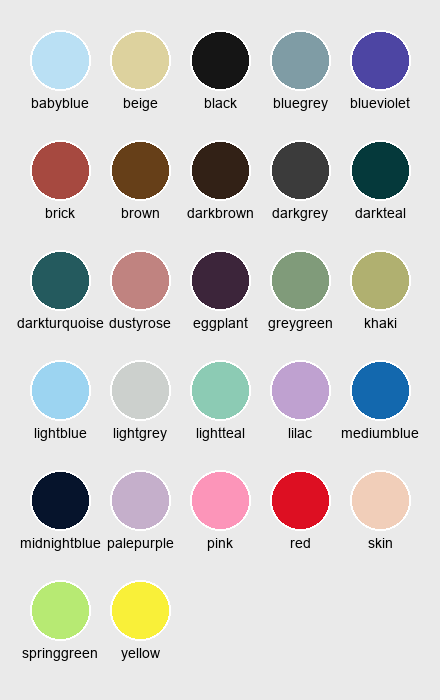 babyblue beige black bluegrey blueviolet
brick brown darkbrown darkgrey darkteal
darkturquoise dustyrose eggplant greygreen khaki
lightblue lightgrey lightteal lilac mediumblue
midnightblue palepurple pink red skin
springgreen yellow